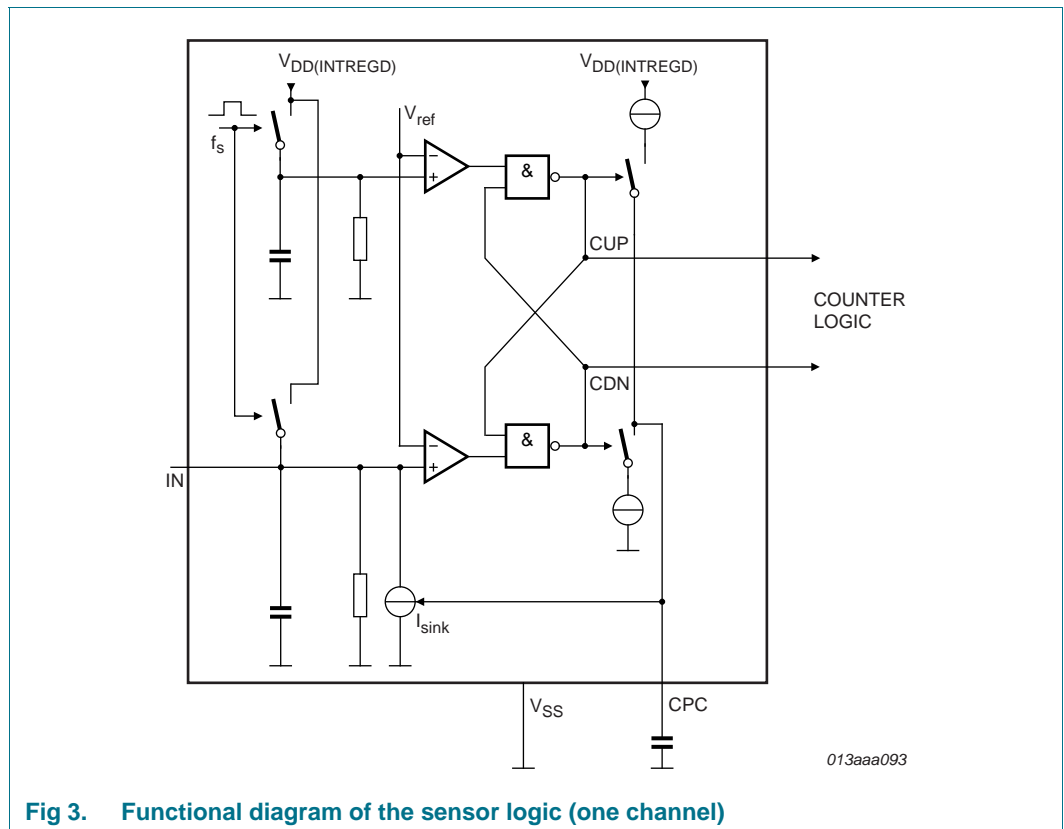 VDD(INTREGD)
VDD(INTREGD)
Vref
fs
−
+
&
CUP
COUNTER
LOGIC
CDN
−
+
&
IN
Isink
VSS
CPC
013aaa093
Fig 3. Functional diagram of the sensor logic (one channel)